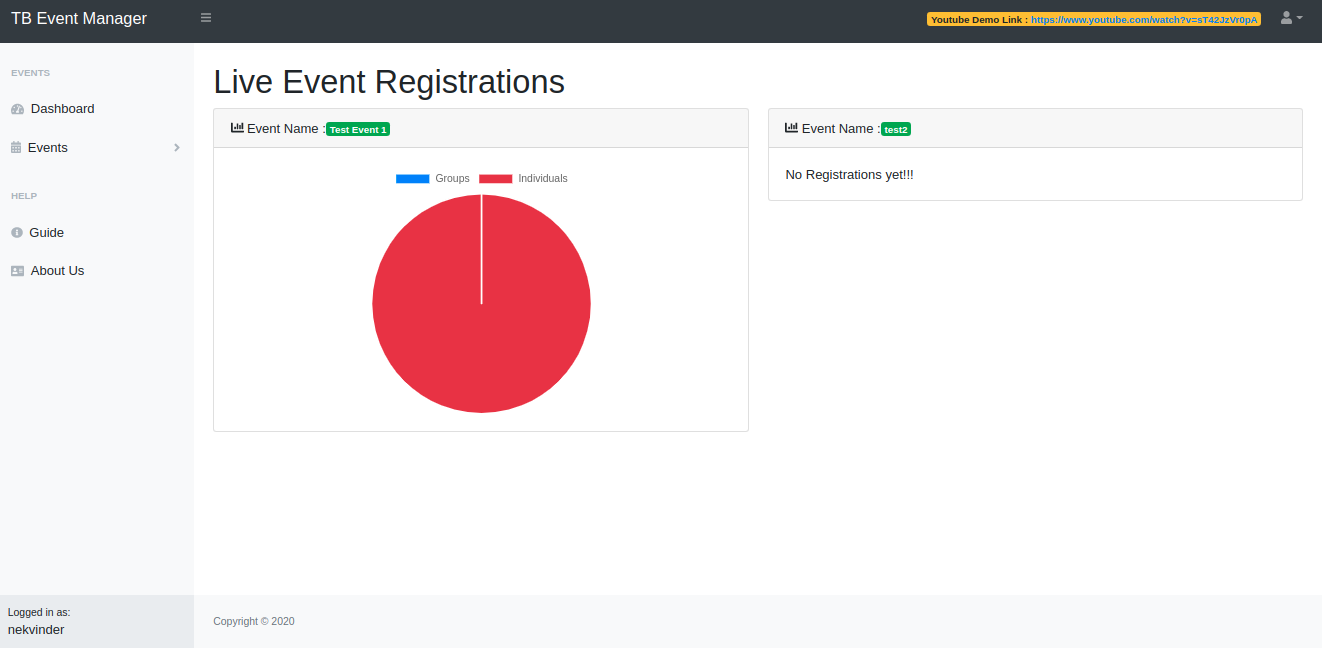 TB Event Manager
Youtube Demo Link : https://www.youtube.com/watch?v=sT42JzVr0pA
EVENTS
Dashboard
Events
HELP
Guide
About Us
Logged in as:
nekvinder
Live Event Registrations
Event Name : Test Event 1
Groups Individuals
Event Name : test2
No Registrations yet!!!
Copyright © 2020